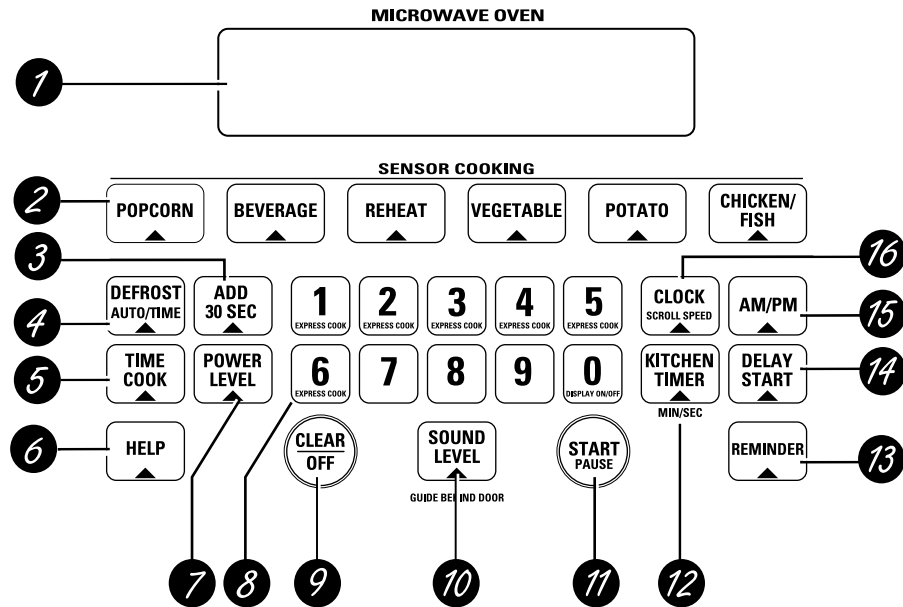 MICROWAVE OVEN
1
SENSOR COOKING
2
POPCORN
BEVERAGE
REHEAT
VEGETABLE
POTATO
CHICKEN/
FISH
3
16
DEFROST
AUTO/TIME
ADD
30 SEC
1
EXPRESS COOK
2
EXPRESS COOK
3
EXPRESS COOK
4
EXPRESS COOK
5
EXPRESS COOK
CLOCK
SCROLL SPEED
AM/PM
4
15
TIME
COOK
POWER
LEVEL
6
EXPRESS COOK
7
8
9
0
DISPLAY ON/OFF
KITCHEN
TIMER
MIN/SEC
DELAY
START
5
14
6
HELP
CLEAR
OFF
SOUND
LEVEL
GUIDE BEHIND DOOR
START
PAUSE
REMINDER
13
7
8
9
10
11
12